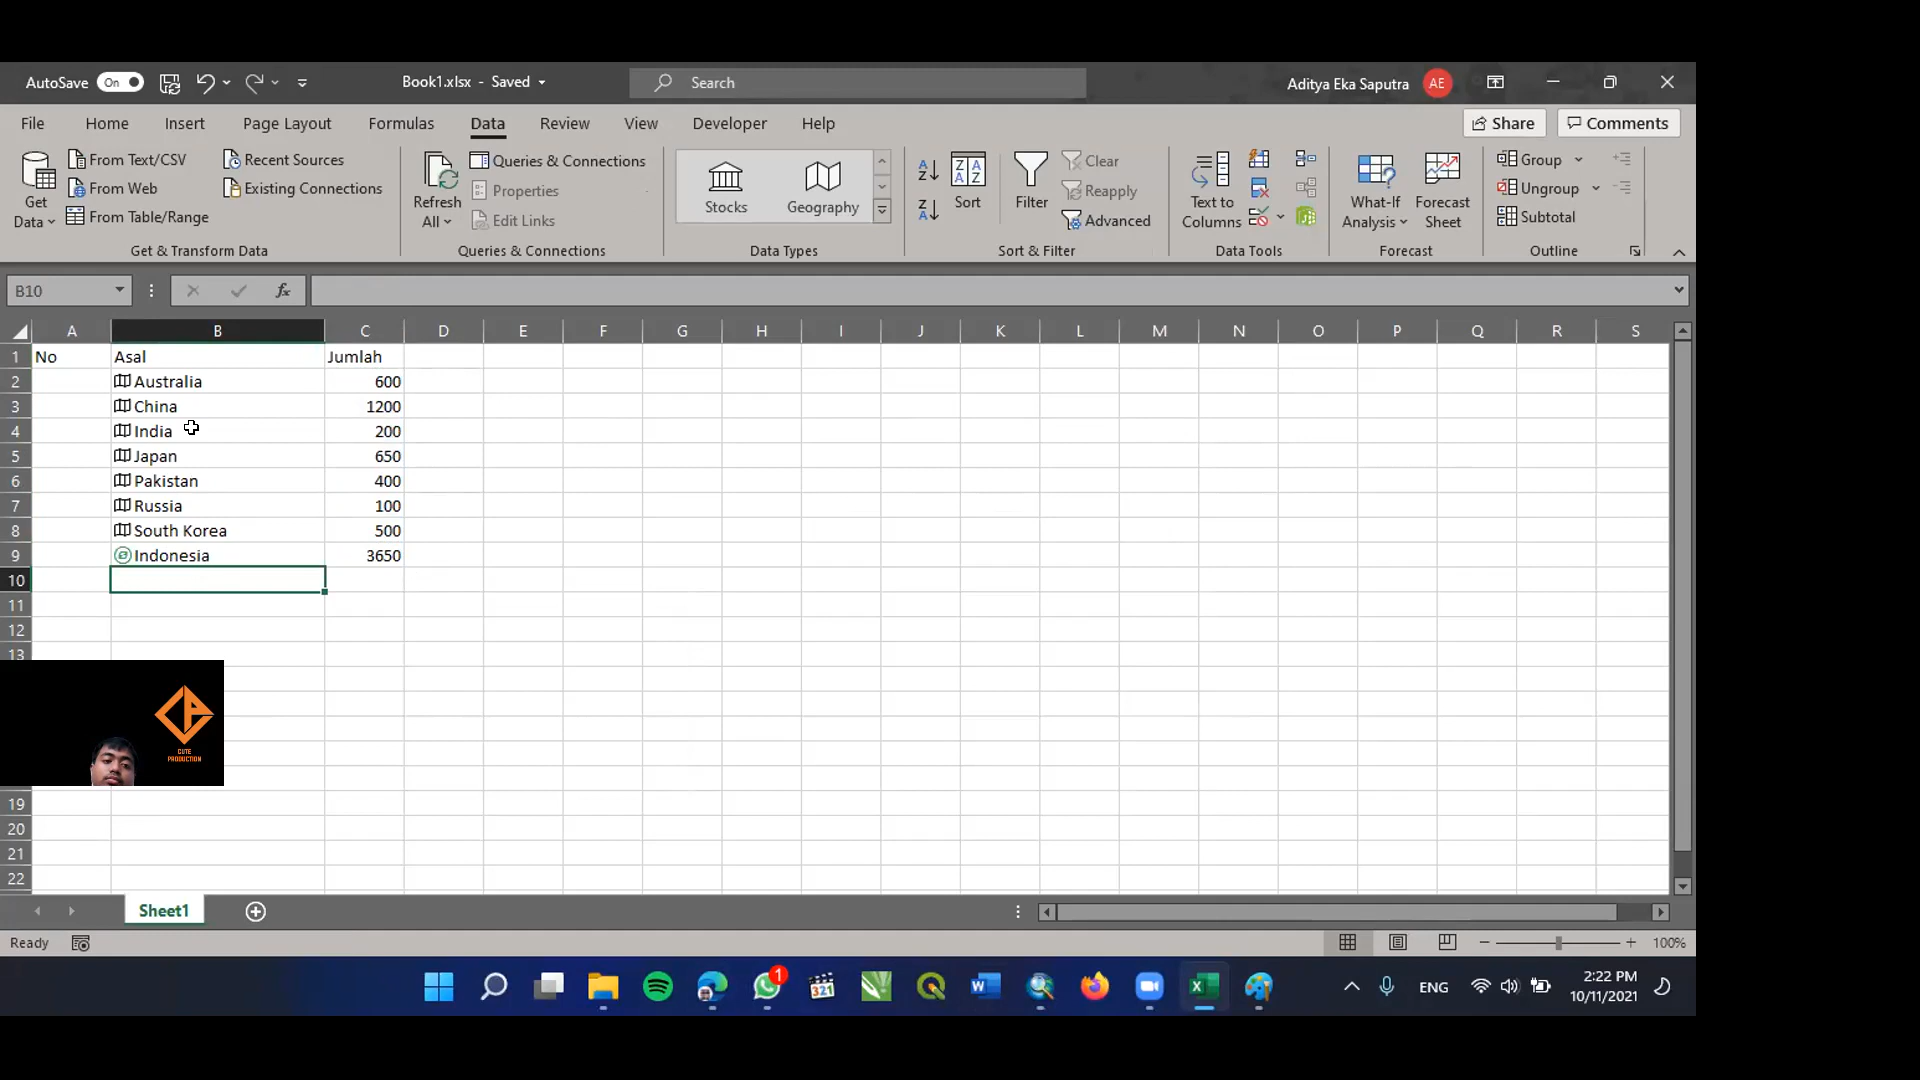 AutoSave On Book1.xlsx - Saved Search Aditya Eka Saputra AE
File Home Insert Page Layout Formulas Data Review View Developer Help Share Comments
Get Data
From Text/CSV
From Web
From Table/Range
Recent Sources
Existing Connections
Get & Transform Data
Refresh All
Queries & Connections
Properties
Edit Links
Queries & Connections
Stocks Geography
Data Types
Sort
Filter
Clear
Reapply
Advanced
Sort & Filter
Text to Columns
Data Tools
What-If Analysis
Forecast Sheet
Forecast
Group
Ungroup
Subtotal
Outline
B10 fx
A B C D E F G H I J K L M N O P Q R S
1 No Asal Jumlah
2 Australia 600
3 China 1200
4 India 200
5 Japan 650
6 Pakistan 400
7 Russia 100
8 South Korea 500
9 Indonesia 3650
10
11
12
13
CUTE
PRODUCTION
19
20
21
22
Sheet1
Ready 100%
1 321 ENG 2:22 PM
10/11/2021